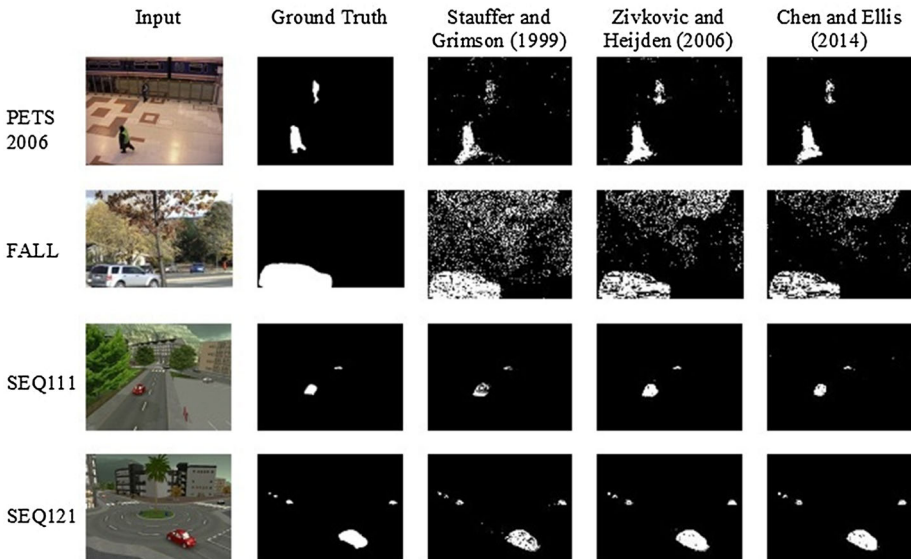 Input
Ground Truth
Stauffer and
Grimson (1999)
Zivkovic and
Heijden (2006)
Chen and Ellis
(2014)
PETS
2006
FALL
SEQ111
SEQ121